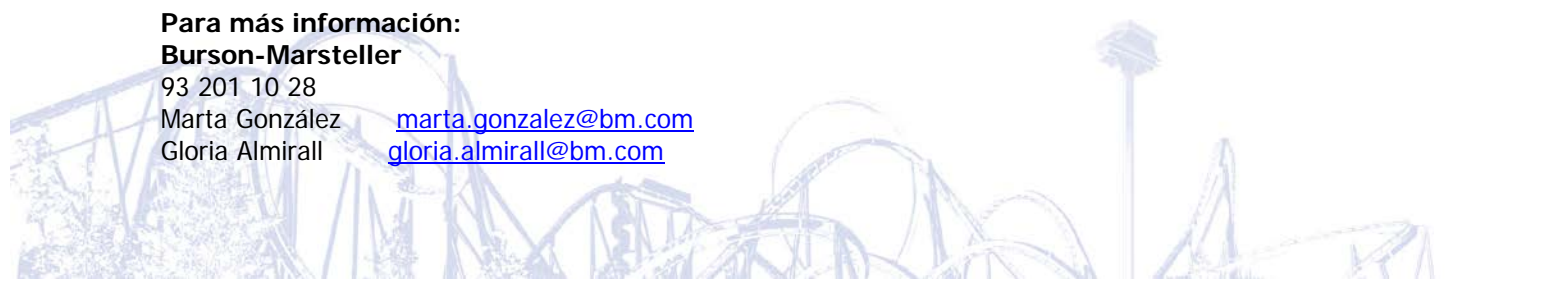 Para más información:
Burson-Marsteller
93 201 10 28
Marta González marta.gonzalez@bm.com
Gloria Almirall gloria.almirall@bm.com